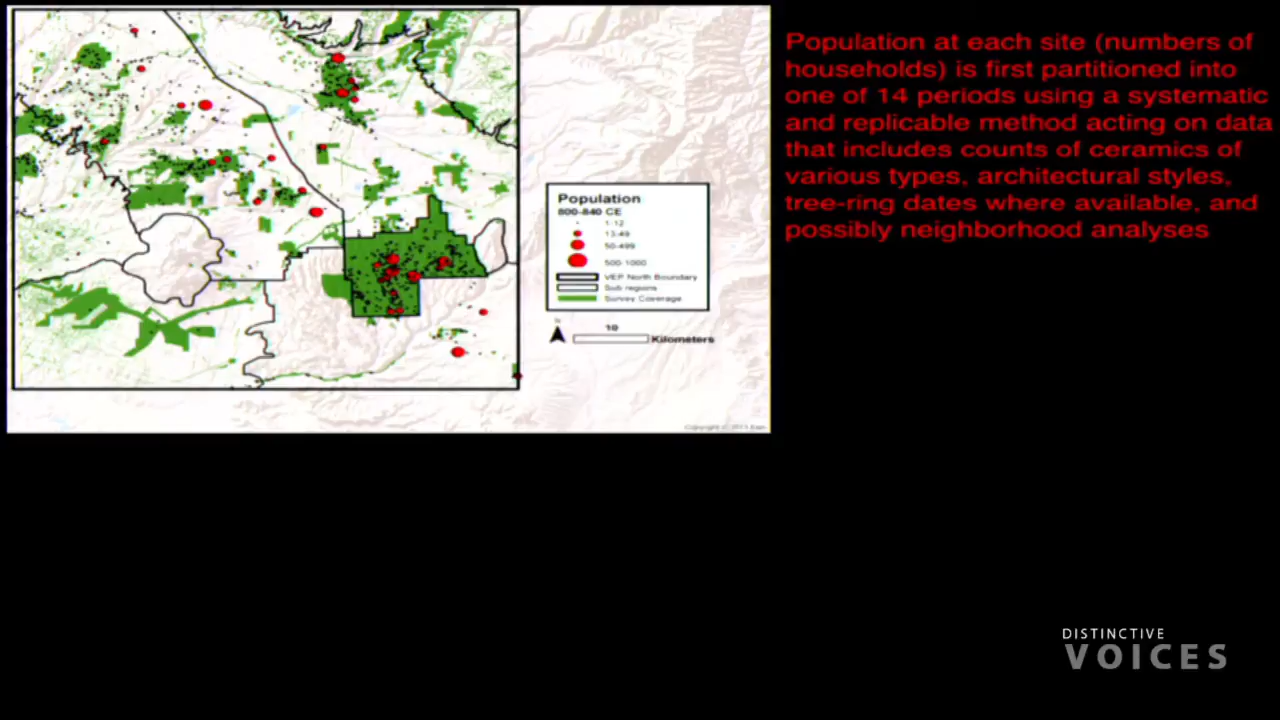 Population at each site (numbers of
households) is first partitioned into
one of 14 periods using a systematic
and replicable method acting on data
that includes counts of ceramics of
various types, architectural styles,
tree-ring dates where available, and
possibly neighborhood analyses
Population
800-840 CE
1-12
13-49
50-499
500-1000
VEP North Boundary
Sub regions
Survey Coverage
N
10
Kilometers
DISTINCTIVE
VOICES